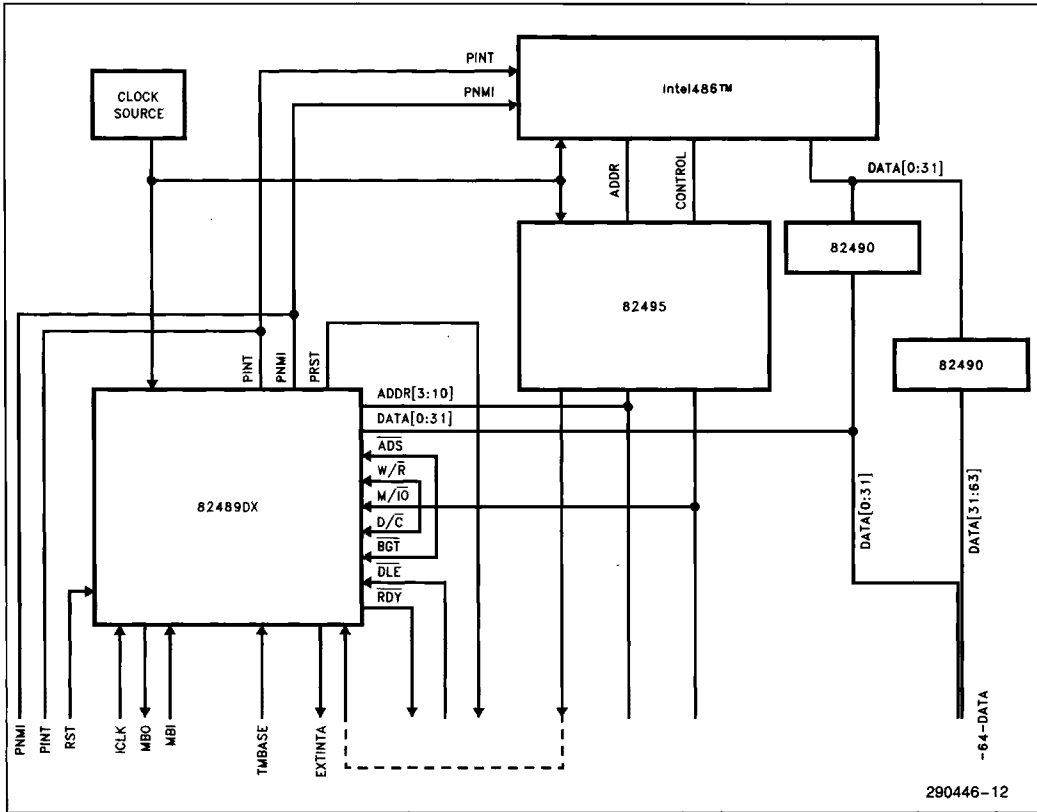 PINT
Intel486™
CLOCK
SOURCE
PNMI
DATA[0:31]
ADDR
CONTROL
82490
82495
82490
PINT
PNMI
PRST
ADDR[3:10]
DATA[0:31]
ADS
W/R
M/IO
82489DX
D/C
BGT
DLE
RDY
DATA[0:31]
DATA[31:63]
PNMI
PINT
RST
ICLK
MBO
MBI
TMBASE
EXTINTA
-64-DATA
290446-12